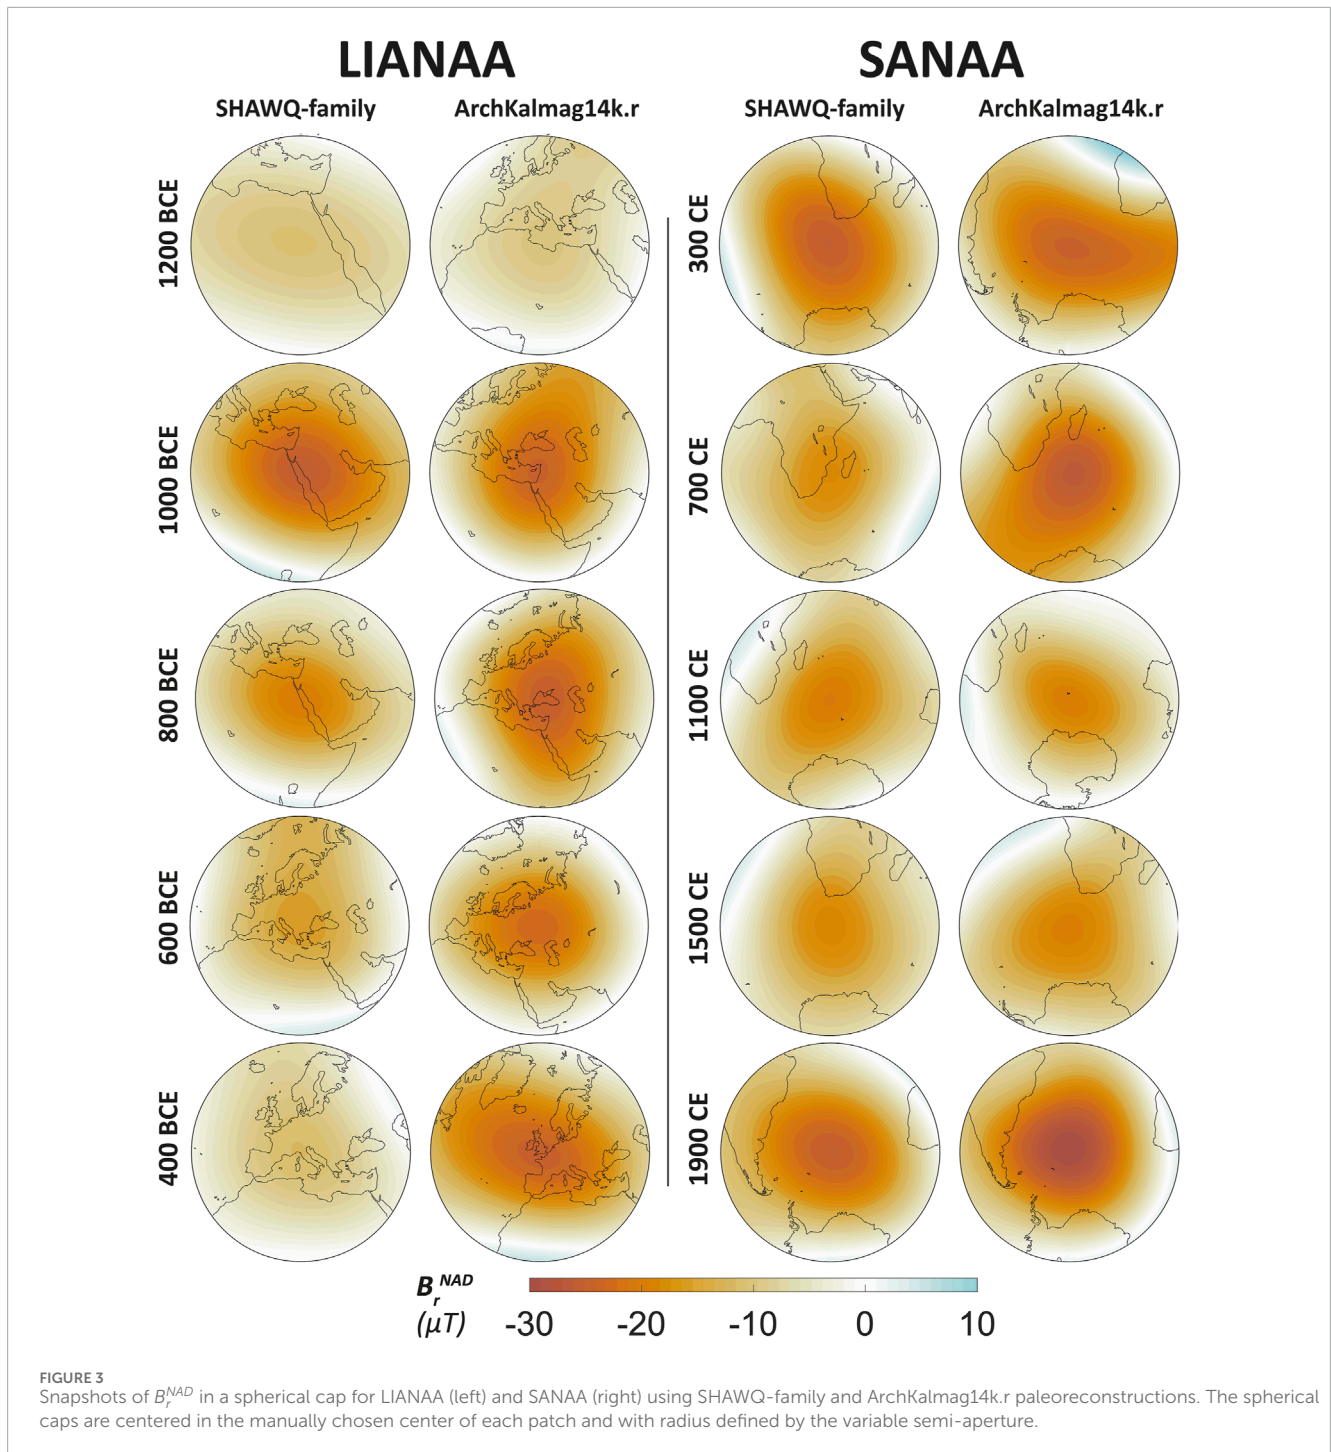 LIANAA SANAA
SHAWQ-family ArchKalmag14k.r SHAWQ-family ArchKalmag14k.r
1200 BCE 300 CE
1000 BCE 700 CE
800 BCE 1100 CE
600 BCE 1500 CE
400 BCE 1900 CE
B_r^NAD
(μT) -30 -20 -10 0 10
FIGURE 3
Snapshots of B_r^NAD in a spherical cap for LIANAA (left) and SANAA (right) using SHAWQ-family and ArchKalmag14k.r paleoreconstructions. The spherical
caps are centered in the manually chosen center of each patch and with radius defined by the variable semi-aperture.